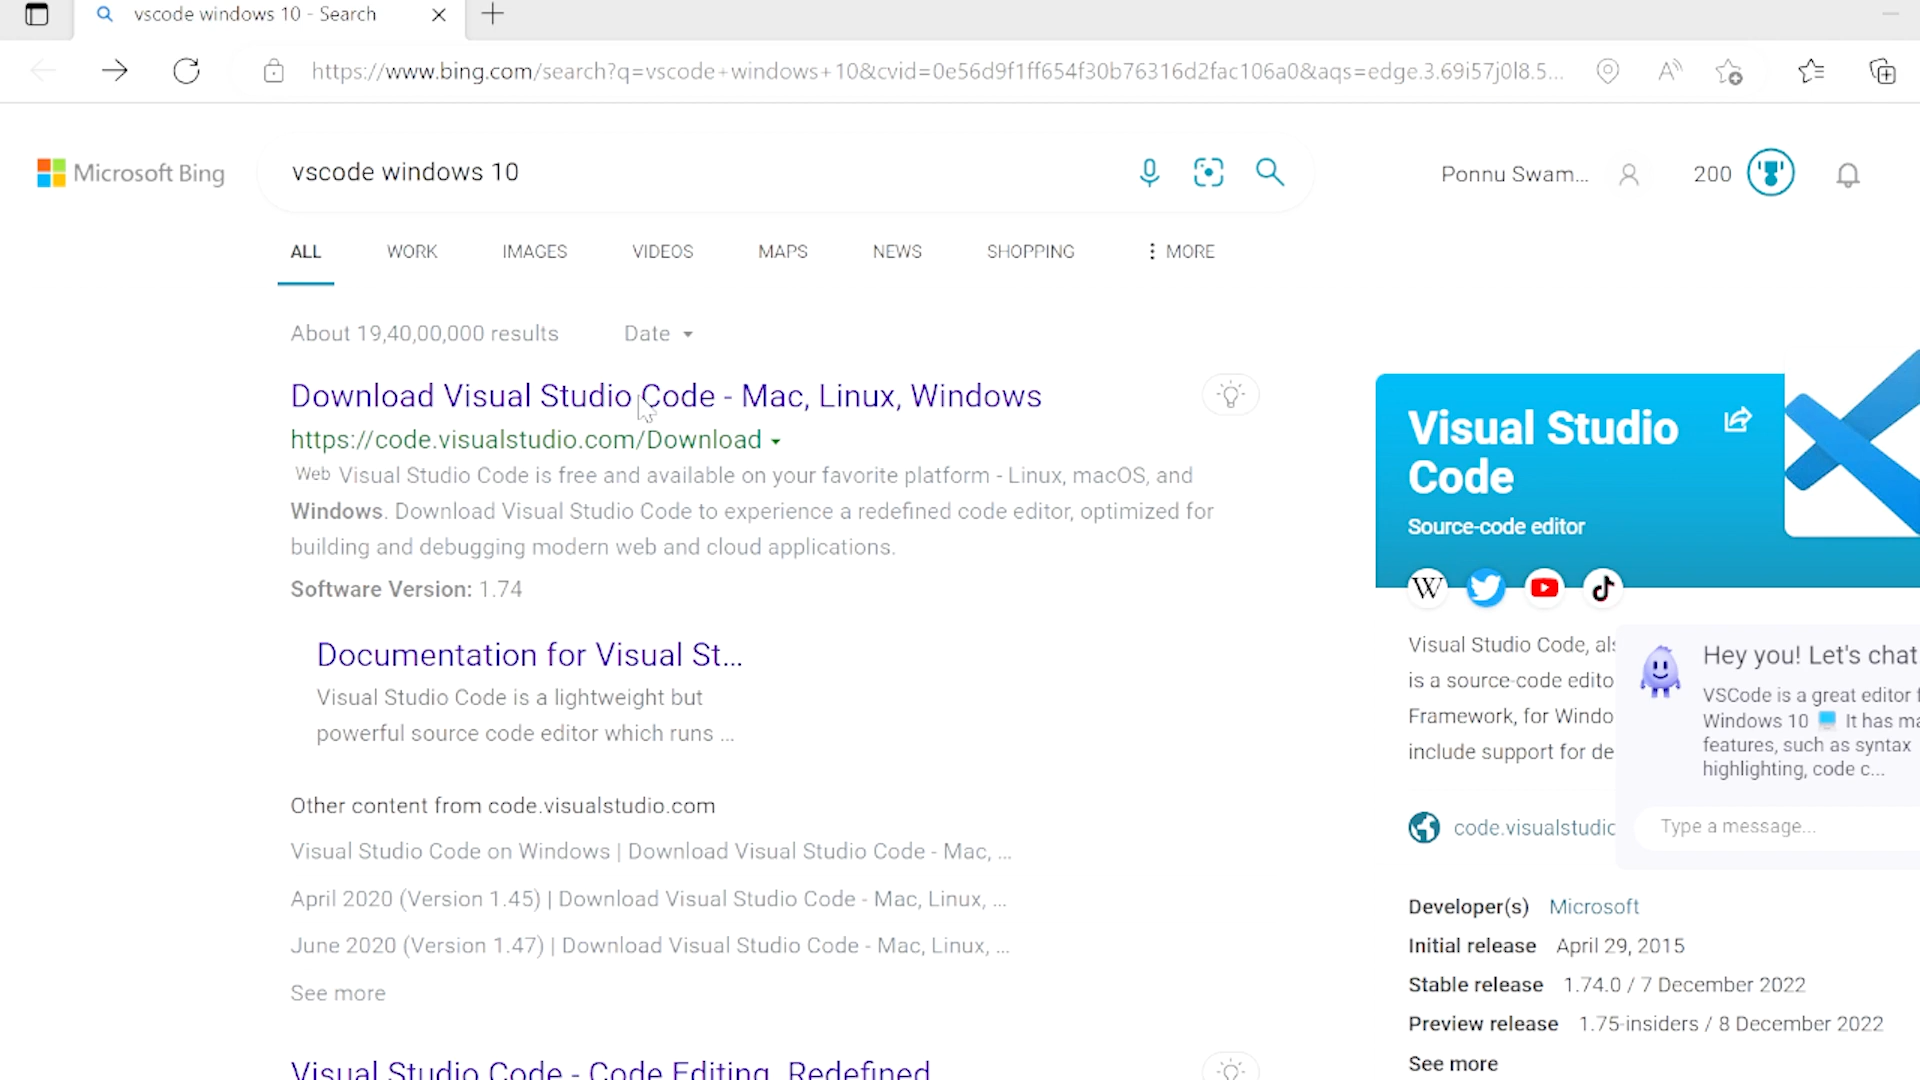 vscode windows 10 - Search
https://www.bing.com/search?q=vscode+windows+10&cvid=0e56d9f1ff654f30b76316d2fac106a0&aqs=edge.3.69i57j0l8.5...
Microsoft Bing
vscode windows 10
Ponnu Swam...
200
ALL
WORK
IMAGES
VIDEOS
MAPS
NEWS
SHOPPING
MORE
About 19,40,00,000 results
Date
Download Visual Studio Code - Mac, Linux, Windows
https://code.visualstudio.com/Download
Web Visual Studio Code is free and available on your favorite platform - Linux, macOS, and
Windows. Download Visual Studio Code to experience a redefined code editor, optimized for
building and debugging modern web and cloud applications.
Software Version: 1.74
Documentation for Visual St...
Visual Studio Code is a lightweight but
powerful source code editor which runs ...
Other content from code.visualstudio.com
Visual Studio Code on Windows | Download Visual Studio Code - Mac, ...
April 2020 (Version 1.45) | Download Visual Studio Code - Mac, Linux, ...
June 2020 (Version 1.47) | Download Visual Studio Code - Mac, Linux, ...
See more
Visual Studio Code - Code Editing. Redefined
Visual Studio
Code
Source-code editor
W
Visual Studio Code, als
is a source-code edito
Framework, for Windo
include support for de
Hey you! Let's chat
VSCode is a great editor f
Windows 10 It has ma
features, such as syntax
highlighting, code c...
Type a message...
code.visualstudio
Developer(s) Microsoft
Initial release April 29, 2015
Stable release 1.74.0 / 7 December 2022
Preview release 1.75-insiders / 8 December 2022
See more